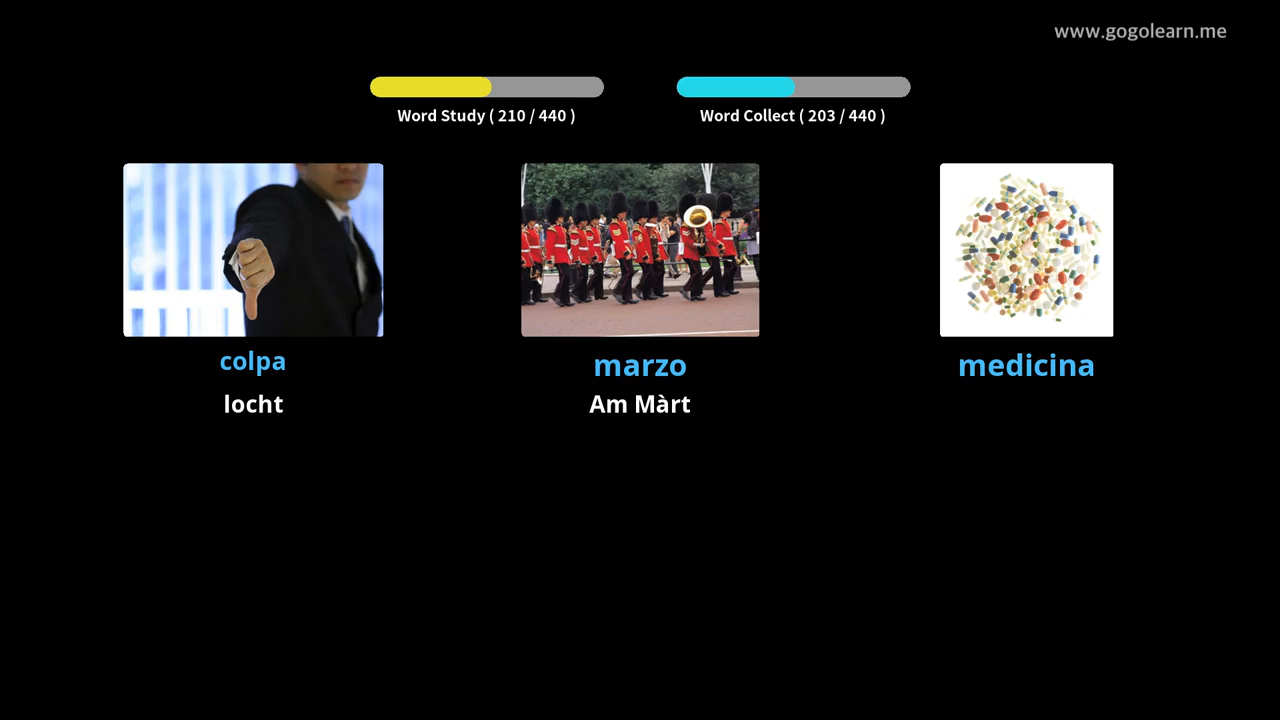 www.gogolearn.me
Word Study ( 210 / 440 )
Word Collect ( 203 / 440 )
colpa
locht
marzo
Am Màrt
medicina